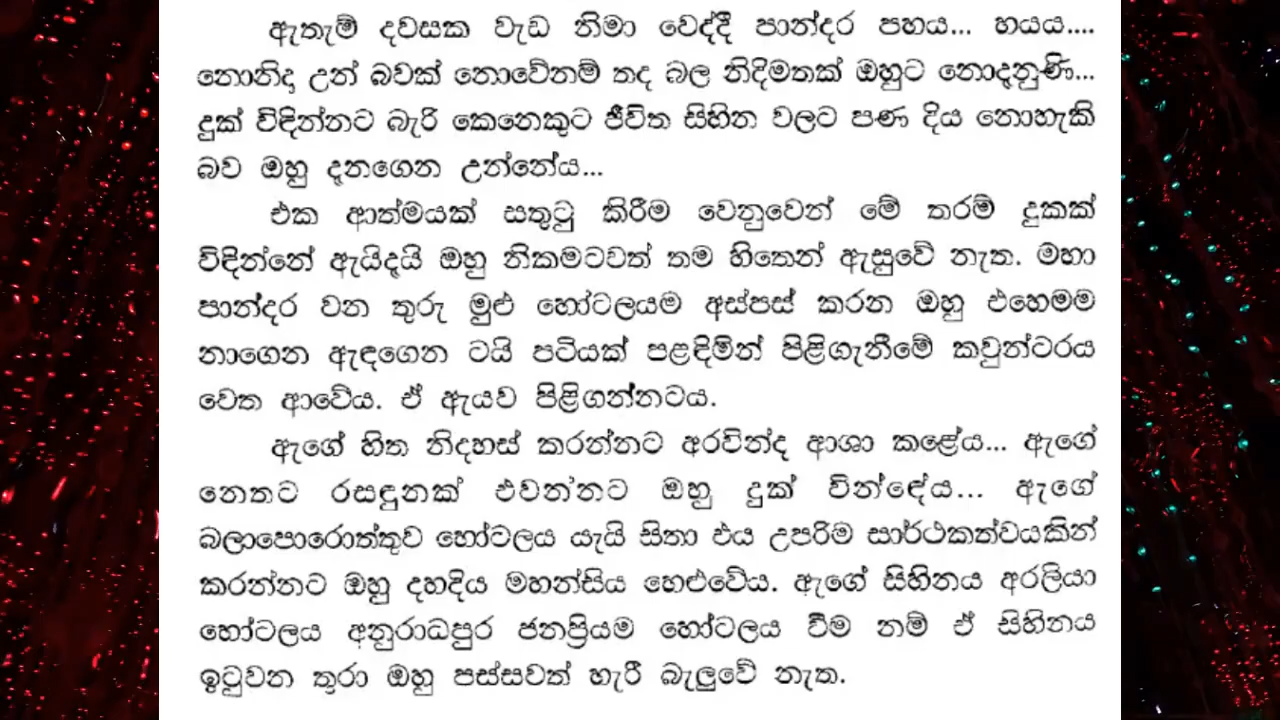 ඇතැම් දවසක වැඩ නිමා වෙද්දී පාන්දර පහය... හයය....
නොනිදා උන් බවක් නොවේනම් තද බල නිදිමතක් ඔහුට නොදැනුණි...
දුක් විඳින්නට බැරි කෙනෙකුට ජීවිත සිහින වලට පණ දිය නොහැකි
බව ඔහු දැනගෙන උන්නේය...
එක ආත්මයක් සතුටු කිරීම වෙනුවෙන් මේ තරම් දුකක්
විඳින්නේ ඇයිදැයි ඔහු නිකමටවත් තම හිතෙන් ඇසුවේ නැත. මහා
පාන්දර වන තුරු මුළු හෝටලයම අස්පස් කරන ඔහු එහෙමම
නාගෙන ඇඳගෙන ටයි පටියක් පළඳිමින් පිළිගැනීමේ කවුන්ටරය
වෙත ආවේය. ඒ ඇයව පිළිගන්නටය.
ඇගේ හිත නිදහස් කරන්නට අරවින්ද ආශා කළේය... ඇගේ
නෙතට රසඳුනක් එවන්නට ඔහු දුක් වින්දේය... ඇගේ
බලාපොරොත්තුව හෝටලය යැයි සිතා එය උපරිම සාර්ථකත්වයකින්
කරන්නට ඔහු දහදිය මහන්සිය හෙළුවේය. ඇගේ සිහිනය අරලියා
හෝටලය අනුරාධපුර ජනප්‍රියම හෝටලය වීම නම් ඒ සිහිනය
ඉටුවන තුරා ඔහු පස්සවත් හැරී බැලුවේ නැත.